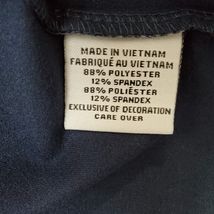 MADE IN VIETNAM
FABRIQUÉ AU VIETNAM
88% POLYESTER
12% SPANDEX
88% POLIÉSTER
12% SPANDEX
EXCLUSIVE OF DECORATION
CARE OVER